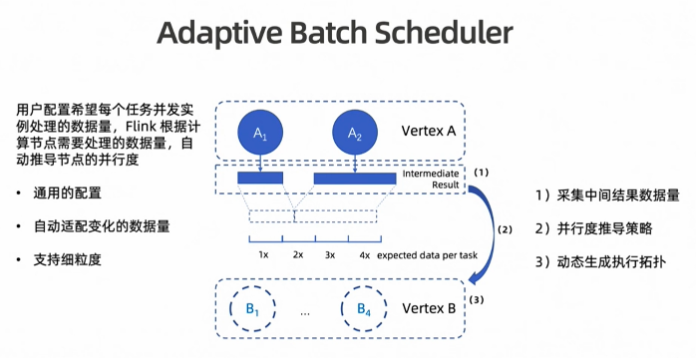 Adaptive Batch Scheduler
用户配置希望每个任务并发实
例处理的数据量，Flink 根据计
算节点需要处理的数据量，自
动推导节点的并行度
• 通用的配置
• 自动适配变化的数据量
• 支持细粒度
A1
A2
Vertex A
Intermediate
Result
(1)
(2)
1x 2x 3x 4x expected data per task
B1
...
B4
Vertex B
(3)
1）采集中间结果数据量
2）并行度推导策略
3）动态生成执行拓扑